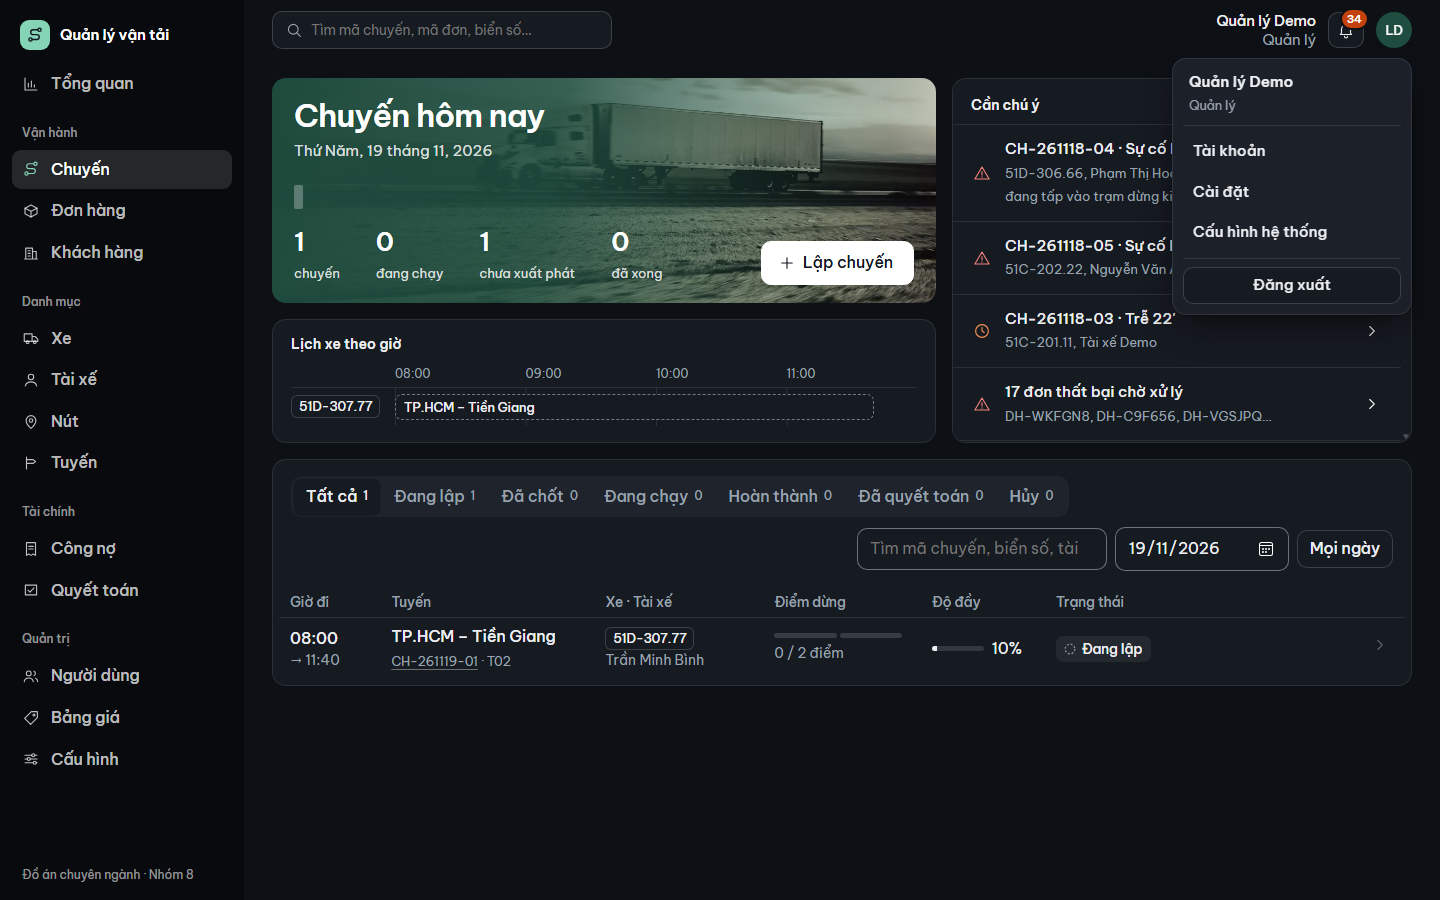 Quản lý vận tải
Tổng quan
Vận hành
Chuyến
Đơn hàng
Khách hàng
Danh mục
Xe
Tài xế
Nút
Tuyến
Tài chính
Công nợ
Quyết toán
Quản trị
Người dùng
Bảng giá
Cấu hình
Đồ án chuyên ngành · Nhóm 8
Tìm mã chuyến, mã đơn, biển số...
Quản lý Demo
Quản lý
34
LD
Quản lý Demo
Quản lý
Tài khoản
Cài đặt
Cấu hình hệ thống
Đăng xuất
Chuyến hôm nay
Thứ Năm, 19 tháng 11, 2026
1 chuyến
0 đang chạy
1 chưa xuất phát
0 đã xong
+ Lập chuyến
Cần chú ý
CH-261118-04 · Sự cố
51D-306.66, Phạm Thị
đang tấp vào trạm dừng
CH-261118-05 · Sự cố
51C-202.22, Nguyễn Văn
CH-261118-03 · Trễ 22'
51C-201.11, Tài xế Demo
17 đơn thất bại chờ xử lý
DH-WKFGN8, DH-C9F656, DH-VGSJPQ...
Lịch xe theo giờ
08:00 09:00 10:00 11:00
51D-307.77 TP.HCM – Tiền Giang
Tất cả 1 Đang lập 1 Đã chốt 0 Đang chạy 0 Hoàn thành 0 Đã quyết toán 0 Hủy 0
Tìm mã chuyến, biển số, tài
19/11/2026
Mọi ngày
Giờ đi Tuyến Xe · Tài xế Điểm dừng Độ đầy Trạng thái
08:00 TP.HCM – Tiền Giang 51D-307.77 0 / 2 điểm 10% Đang lập
→ 11:40 CH-261119-01 · T02 Trần Minh Bình